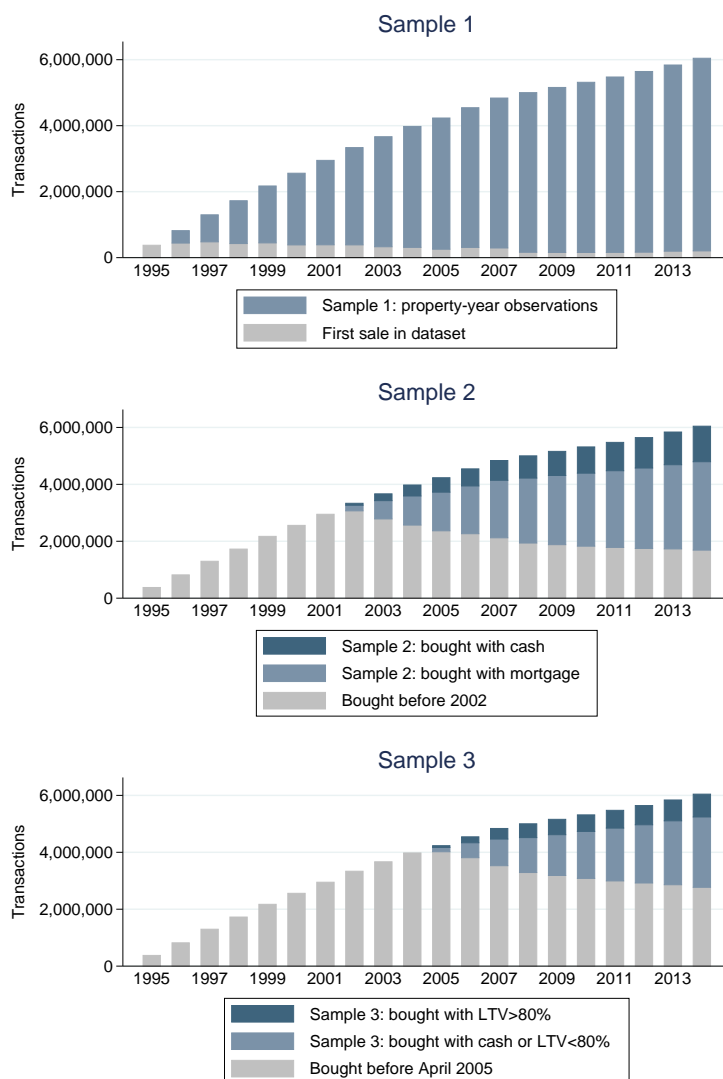 Sample 1
6,000,000
4,000,000
2,000,000
0
Transactions
1995 1997 1999 2001 2003 2005 2007 2009 2011 2013
Sample 1: property-year observations
First sale in dataset
Sample 2
6,000,000
4,000,000
2,000,000
0
Transactions
1995 1997 1999 2001 2003 2005 2007 2009 2011 2013
Sample 2: bought with cash
Sample 2: bought with mortgage
Bought before 2002
Sample 3
6,000,000
4,000,000
2,000,000
0
Transactions
1995 1997 1999 2001 2003 2005 2007 2009 2011 2013
Sample 3: bought with LTV>80%
Sample 3: bought with cash or LTV<80%
Bought before April 2005